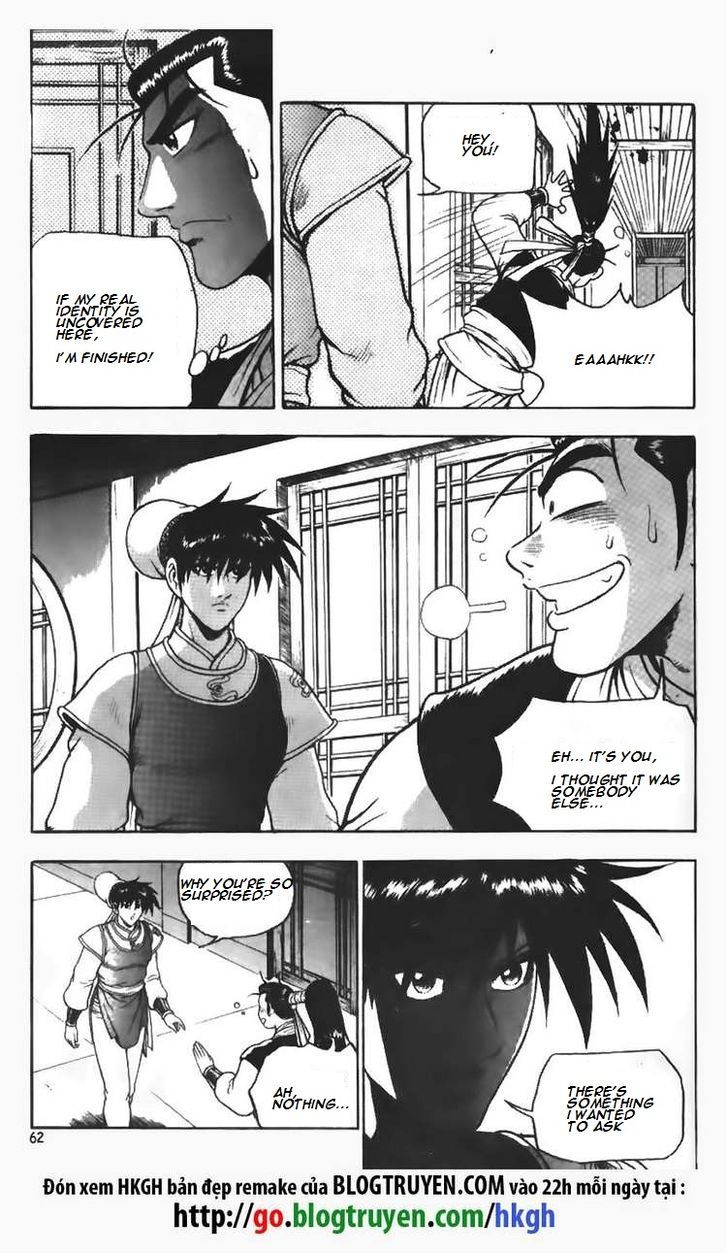 IF MY REAL
IDENTITY IS
UNCOVERED
HERE,
I'M FINISHED!
HEY
YOU!
EAAAHKK!!
EH... IT'S YOU,
I THOUGHT IT WAS
SOMEBODY
ELSE...
WHY YOU'RE SO
SURPRISED?
AH,
NOTHING...
THERE'S
SOMETHING
I WANTED
TO ASK
62
Đón xem HKGH bản đẹp remake của BLOGTRUYEN.COM vào 22h mỗi ngày tại :
http://go.blogtruyen.com/hkgh